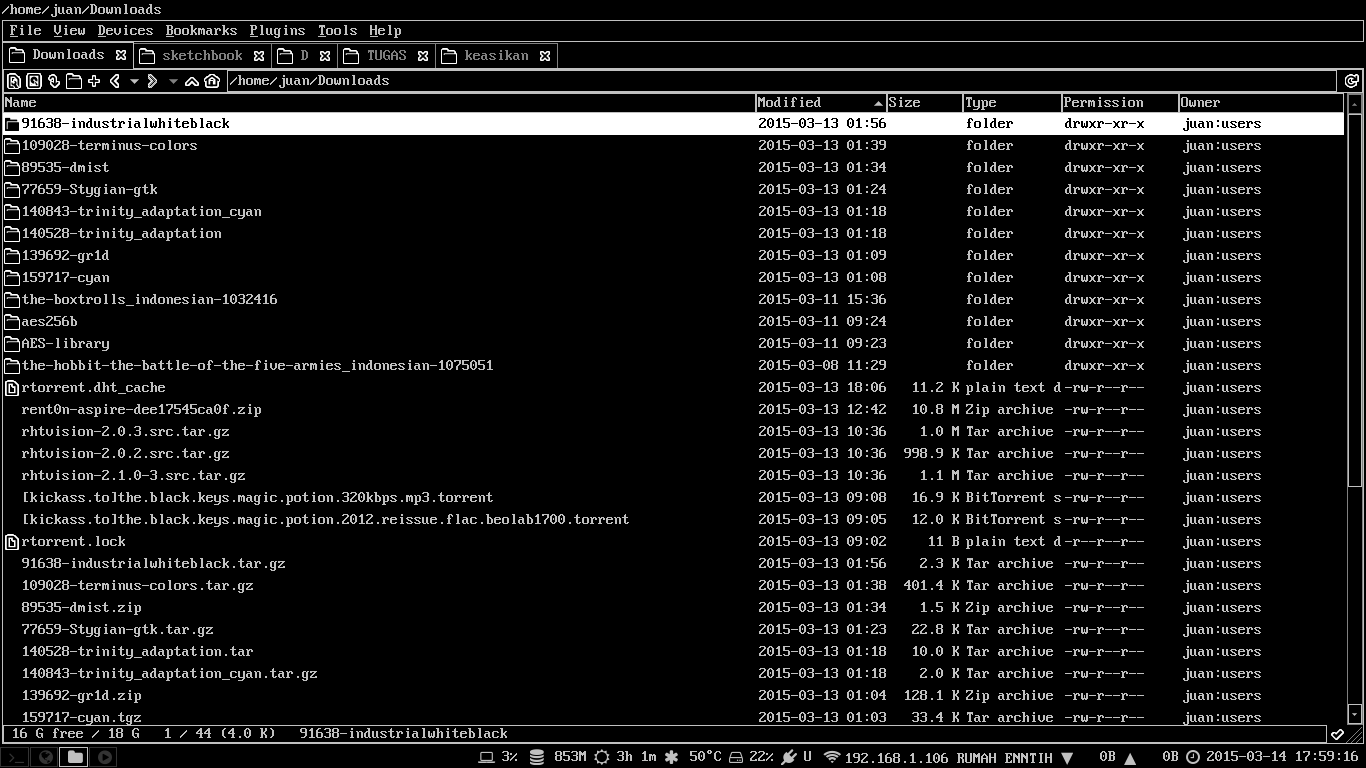 /home/juan/Downloads
File View Devices Bookmarks Plugins Tools Help
Downloads sketchbook D TUGAS keasikan
/home/juan/Downloads
Name Modified Size Type Permission Owner
91638-industrialwhiteblack 2015-03-13 01:56 folder drwxr-xr-x juan:users
109028-terminus-colors 2015-03-13 01:39 folder drwxr-xr-x juan:users
89535-dmist 2015-03-13 01:34 folder drwxr-xr-x juan:users
77659-Stygian-gtk 2015-03-13 01:24 folder drwxr-xr-x juan:users
140843-trinity_adaptation_cyan 2015-03-13 01:18 folder drwxr-xr-x juan:users
140528-trinity_adaptation 2015-03-13 01:18 folder drwxr-xr-x juan:users
139692-gr1d 2015-03-13 01:09 folder drwxr-xr-x juan:users
159717-cyan 2015-03-13 01:08 folder drwxr-xr-x juan:users
the-boxtrolls_indonesian-1032416 2015-03-11 15:36 folder drwxr-xr-x juan:users
aes256b 2015-03-11 09:24 folder drwxr-xr-x juan:users
AES-library 2015-03-11 09:23 folder drwxr-xr-x juan:users
the-hobbit-the-battle-of-the-five-armies_indonesian-1075051 2015-03-08 11:29 folder drwxr-xr-x juan:users
rtorrent.dht_cache 2015-03-13 18:06 11.2 K plain text d -rw-r--r-- juan:users
rent0n-aspire-dee17545ca0f.zip 2015-03-13 12:42 10.8 M Zip archive -rw-r--r-- juan:users
rhtvision-2.0.3.src.tar.gz 2015-03-13 10:36 1.0 M Tar archive -rw-r--r-- juan:users
rhtvision-2.0.2.src.tar.gz 2015-03-13 10:36 998.9 K Tar archive -rw-r--r-- juan:users
rhtvision-2.1.0-3.src.tar.gz 2015-03-13 10:36 1.1 M Tar archive -rw-r--r-- juan:users
[kickass.to]the.black.keys.magic.potion.320kbps.mp3.torrent 2015-03-13 09:08 16.9 K BitTorrent s -rw-r--r-- juan:users
[kickass.to]the.black.keys.magic.potion.2012.reissue.flac.beolab1700.torrent 2015-03-13 09:05 12.0 K BitTorrent s -rw-r--r-- juan:users
rtorrent.lock 2015-03-13 09:02 11 B plain text d -r--r--r-- juan:users
91638-industrialwhiteblack.tar.gz 2015-03-13 01:56 2.3 K Tar archive -rw-r--r-- juan:users
109028-terminus-colors.tar.gz 2015-03-13 01:38 401.4 K Tar archive -rw-r--r-- juan:users
89535-dmist.zip 2015-03-13 01:34 1.5 K Zip archive -rw-r--r-- juan:users
77659-Stygian-gtk.tar.gz 2015-03-13 01:23 22.8 K Tar archive -rw-r--r-- juan:users
140528-trinity_adaptation.tar 2015-03-13 01:18 10.0 K Tar archive -rw-r--r-- juan:users
140843-trinity_adaptation_cyan.tar.gz 2015-03-13 01:18 2.0 K Tar archive -rw-r--r-- juan:users
139692-gr1d.zip 2015-03-13 01:04 128.1 K Zip archive -rw-r--r-- juan:users
159717-cyan.tgz 2015-03-13 01:03 33.4 K Tar archive -rw-r--r-- juan:users
16 G free / 18 G 1 / 44 (4.0 K) 91638-industrialwhiteblack
3% 853M 3h 1m 50°C 22% U 192.168.1.106 RUMAH ENNTIH 0B 0B 2015-03-14 17:59:16